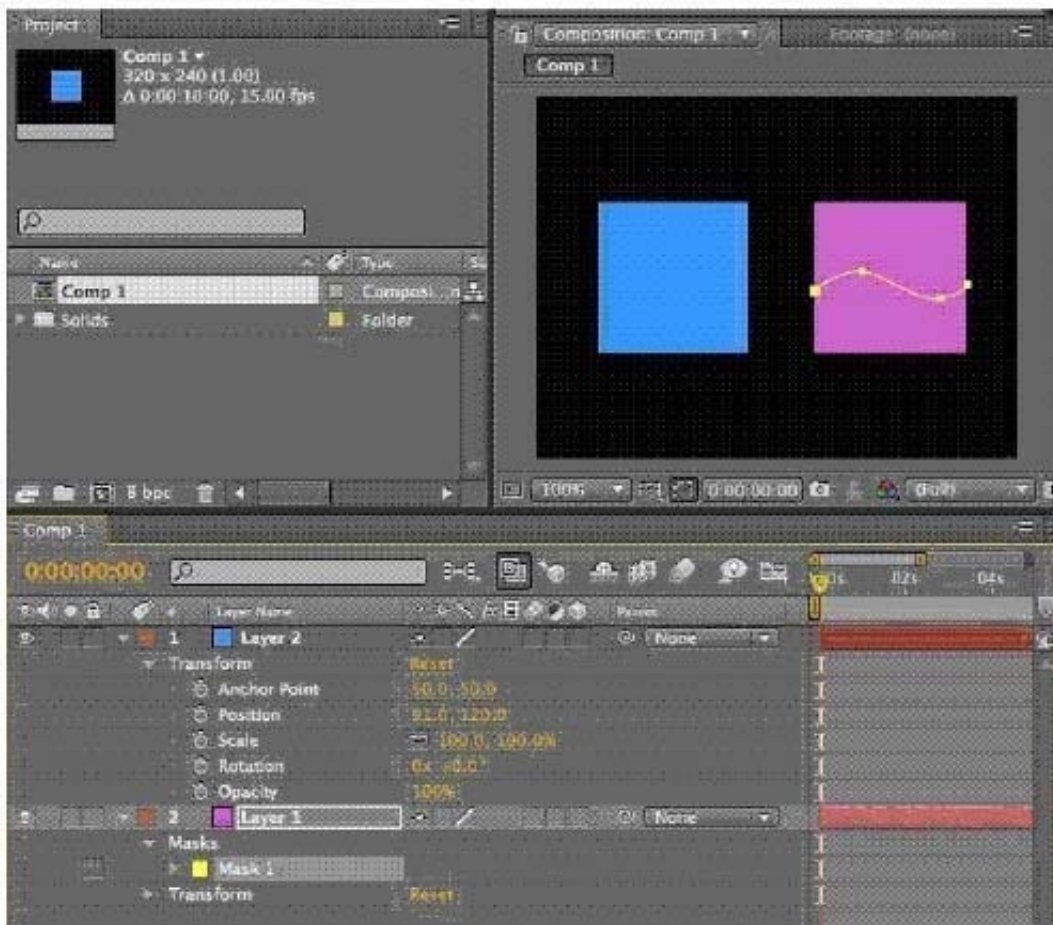 Project
Comp 1
320 x 240 (1.00)
Δ 0:00:10:00, 15.00 fps
Name
Type
Comp 1
Composi...n
Solids
Folder
8 bpc
Composition: Comp 1
Footage: (none)
Comp 1
100%
0:00:00:00
(Full)
Comp 1
0:00:00:00
02s
04s
#
Layer Name
Parent
1
Layer 2
None
Transform
Reset
Anchor Point
50.0, 50.0
Position
91.0, 120.0
Scale
100.0, 100.0%
Rotation
0x +0.0°
Opacity
100%
2
Layer 1
None
Masks
Mask 1
Transform
Reset